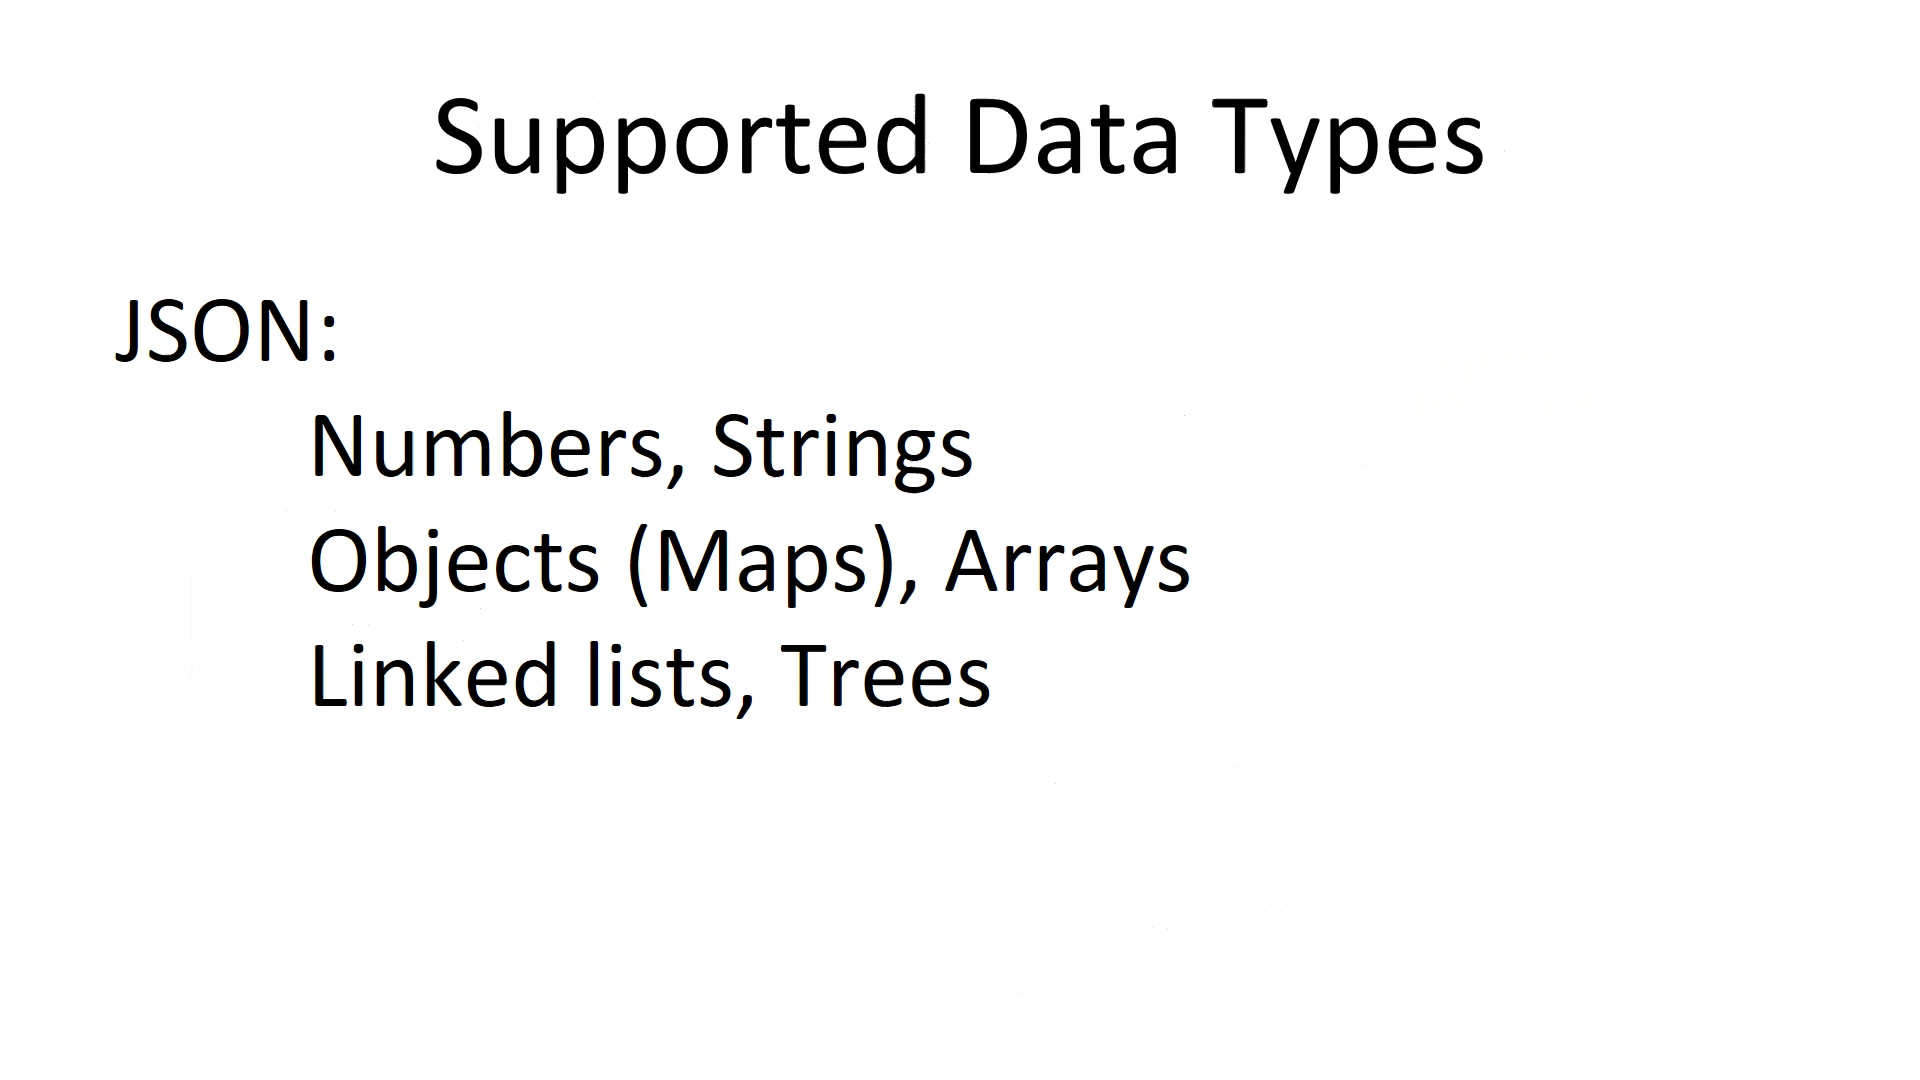 Supported Data Types
JSON:
Numbers, Strings
Objects (Maps), Arrays
Linked lists, Trees